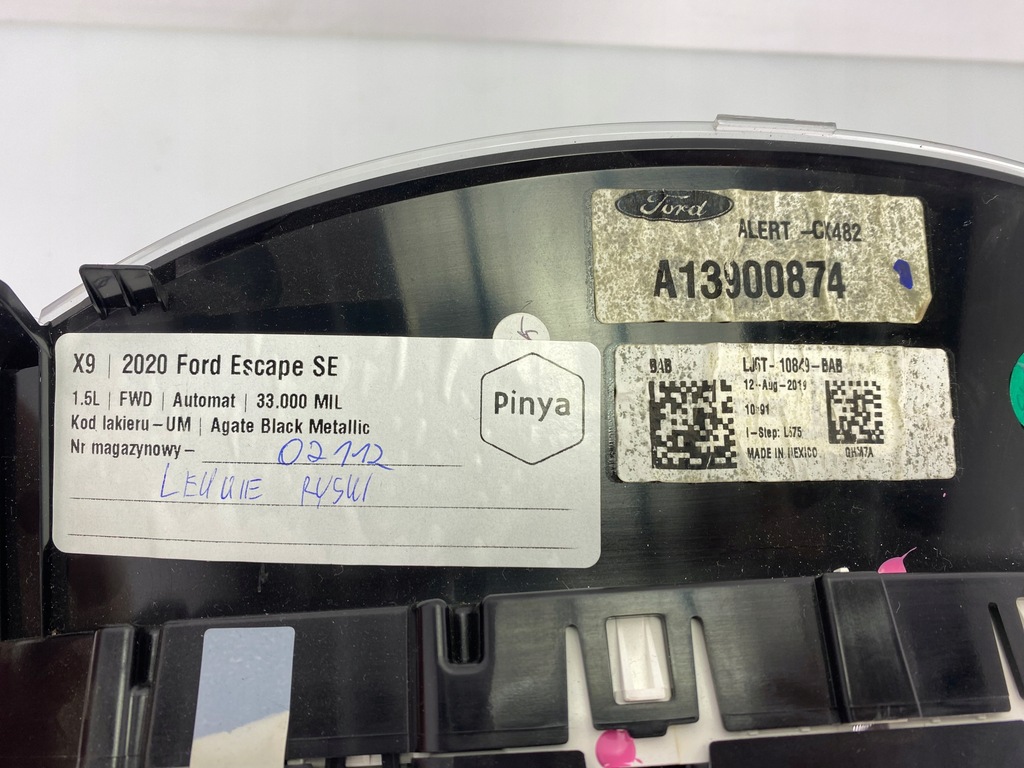 Ford
ALERT -CX482
A13900874
X9 | 2020 Ford Escape SE
1.5L | FWD | Automat | 33.000 MIL
Kod lakieru – UM | Agate Black Metallic
Nr magazynowy – 02112
LEKKIE RYSKI
Pinya
BAB
LJ6T-10849-BAB
12-Aug-2019
10:91
I-Step: L675
MADE IN MEXICO